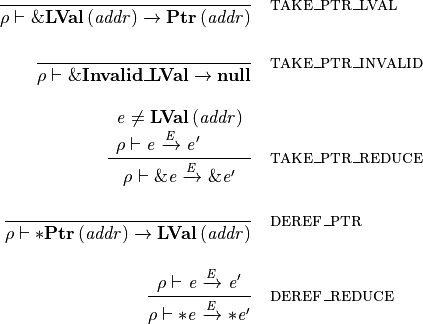 ρ ⊢ &LVal (addr) → Ptr (addr) TAKE_PTR_LVAL
ρ ⊢ &Invalid_LVal → null TAKE_PTR_INVALID
e ≠ LVal (addr)
ρ ⊢ e E→ e′
ρ ⊢ &e E→ &e′ TAKE_PTR_REDUCE
ρ ⊢ *Ptr (addr) → LVal (addr) DEREF_PTR
ρ ⊢ e E→ e′
ρ ⊢ *e E→ *e′ DEREF_REDUCE